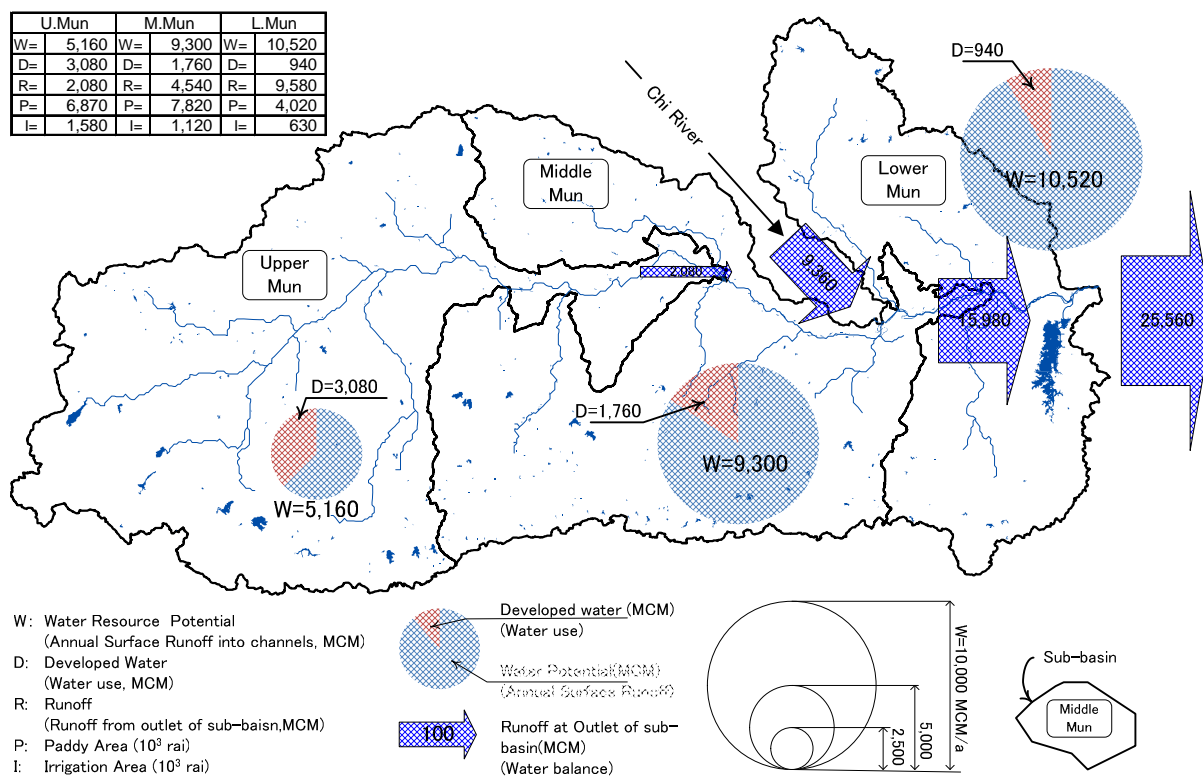 U.Mun M.Mun L.Mun
W= 5,160 W= 9,300 W= 10,520
D= 3,080 D= 1,760 D= 940
R= 2,080 R= 4,540 R= 9,580
P= 6,870 P= 7,820 P= 4,020
I= 1,580 I= 1,120 I= 630
D=940
Chi River
Middle
Mun
Lower
Mun
W=10,520
Upper
Mun
2,080
9,360
15,980
25,560
D=3,080
D=1,760
W=9,300
W=5,160
W: Water Resource Potential
(Annual Surface Runoff into channels, MCM)
D: Developed Water
(Water use, MCM)
R: Runoff
(Runoff from outlet of sub-baisn,MCM)
P: Paddy Area (10³ rai)
I: Irrigation Area (10³ rai)
Developed water (MCM)
(Water use)
Water Potential(MCM)
(Annual Surface Runoff)
100
Runoff at Outlet of sub-
basin(MCM)
(Water balance)
2,500
5,000
W=10,000 MCM/a
Sub-basin
Middle
Mun